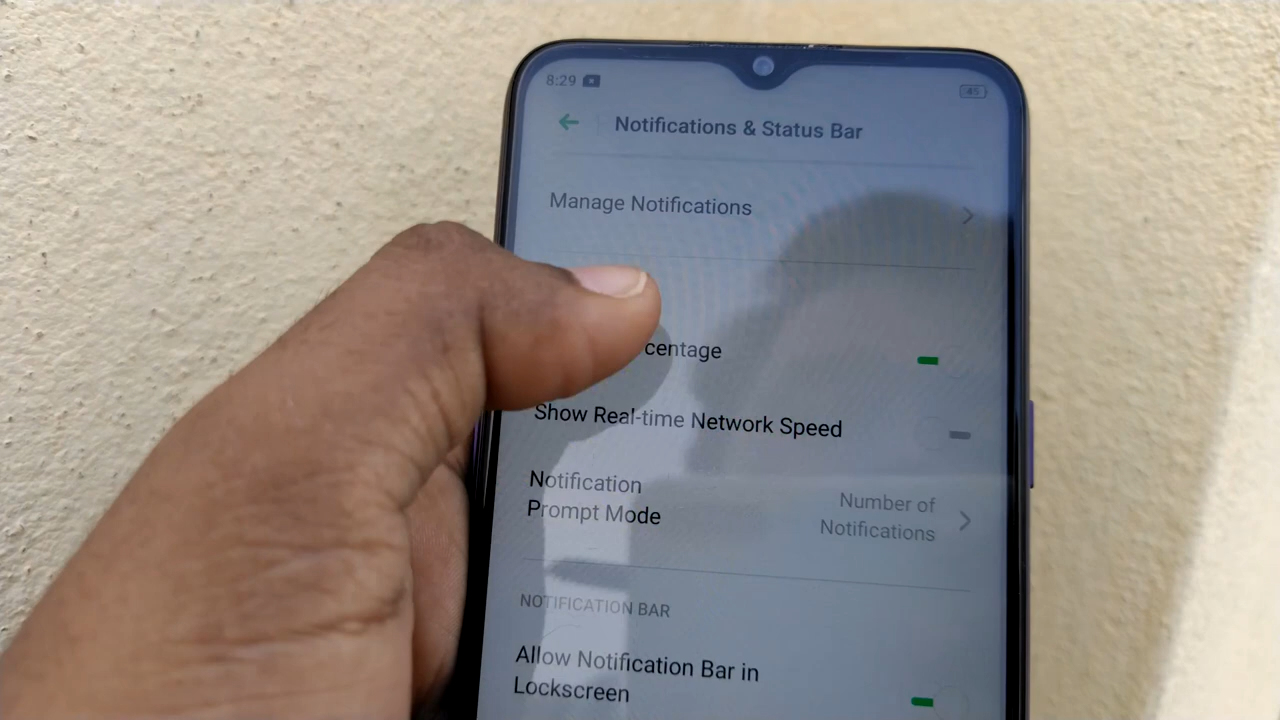 8:29
45
Notifications & Status Bar
Manage Notifications
centage
Show Real-time Network Speed
Notification
Prompt Mode
Number of
Notifications
NOTIFICATION BAR
Allow Notification Bar in
Lockscreen